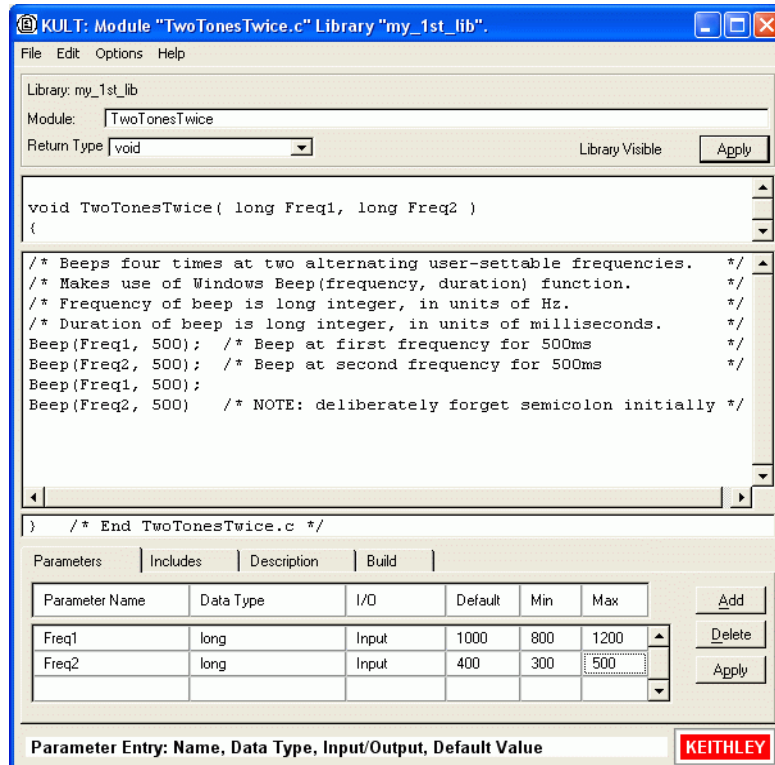 KULT: Module "TwoTonesTwice.c" Library "my_1st_lib".
File Edit Options Help
Library: my_1st_lib
Module: TwoTonesTwice
Return Type void Library Visible Apply
void TwoTonesTwice( long Freq1, long Freq2 )
{
/* Beeps four times at two alternating user-settable frequencies. */
/* Makes use of Windows Beep(frequency, duration) function. */
/* Frequency of beep is long integer, in units of Hz. */
/* Duration of beep is long integer, in units of milliseconds. */
Beep(Freq1, 500); /* Beep at first frequency for 500ms */
Beep(Freq2, 500); /* Beep at second frequency for 500ms */
Beep(Freq1, 500);
Beep(Freq2, 500) /* NOTE: deliberately forget semicolon initially */
} /* End TwoTonesTwice.c */
Parameters Includes Description Build
Parameter Name Data Type I/O Default Min Max Add
Freq1 long Input 1000 800 1200 Delete
Freq2 long Input 400 300 500 Apply
Parameter Entry: Name, Data Type, Input/Output, Default Value KEITHLEY